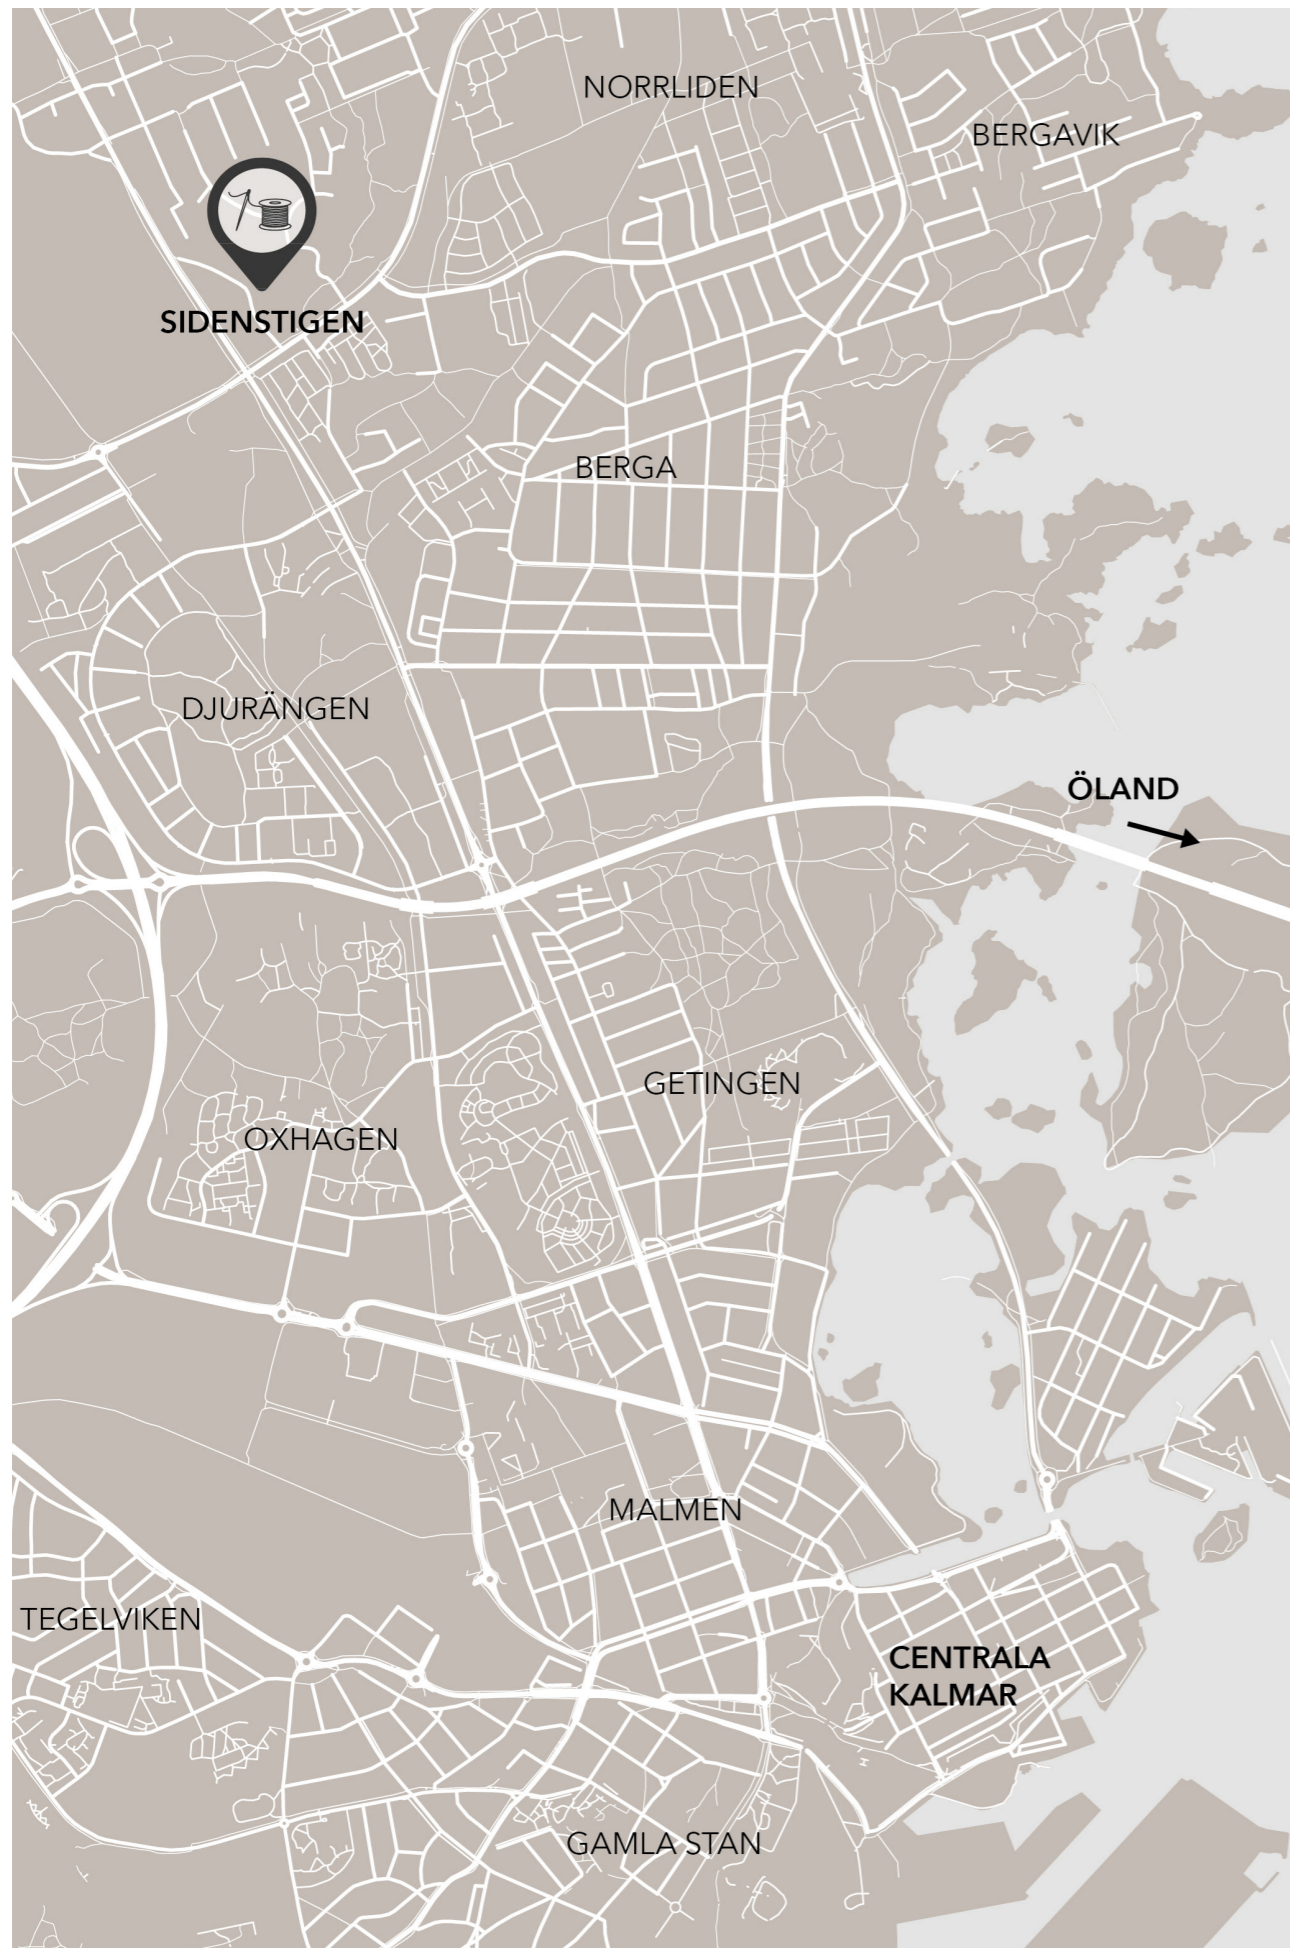 NORRLIDEN
BERGAVIK
SIDENSTIGEN
BERGA
DJURÄNGEN
ÖLAND
GETINGEN
OXHAGEN
MALMEN
TEGELVIKEN
CENTRALA
KALMAR
GAMLA STAN